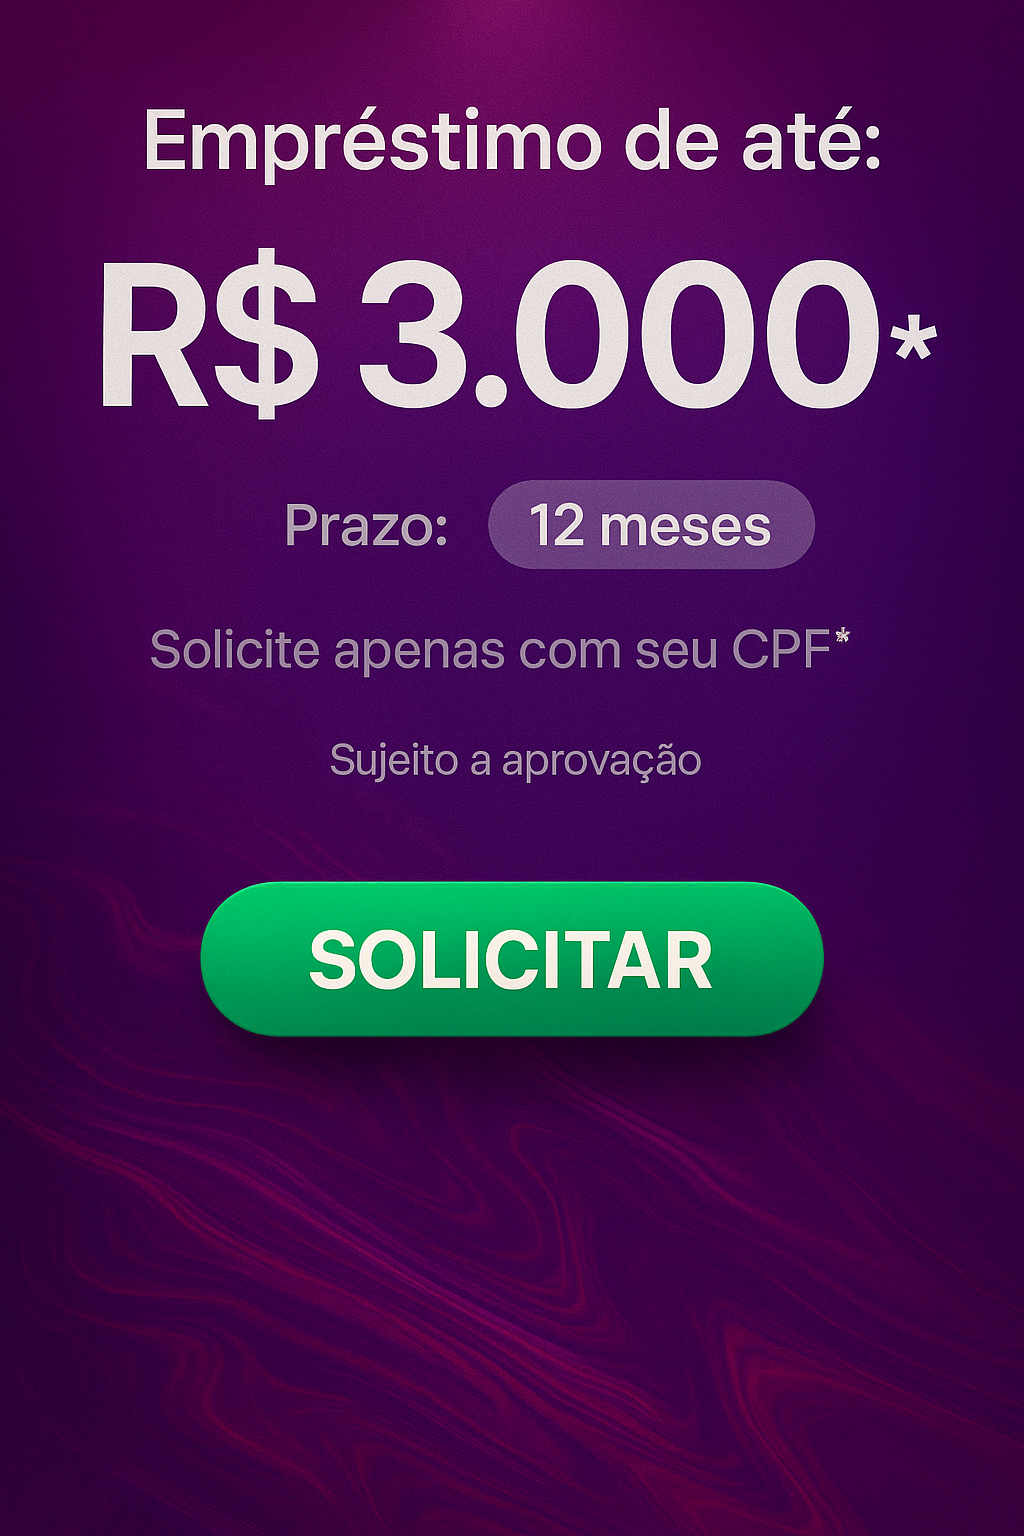 Empréstimo de até:
R$ 3.000*
Prazo: 12 meses
Solicite apenas com seu CPF*
Sujeito a aprovação
SOLICITAR